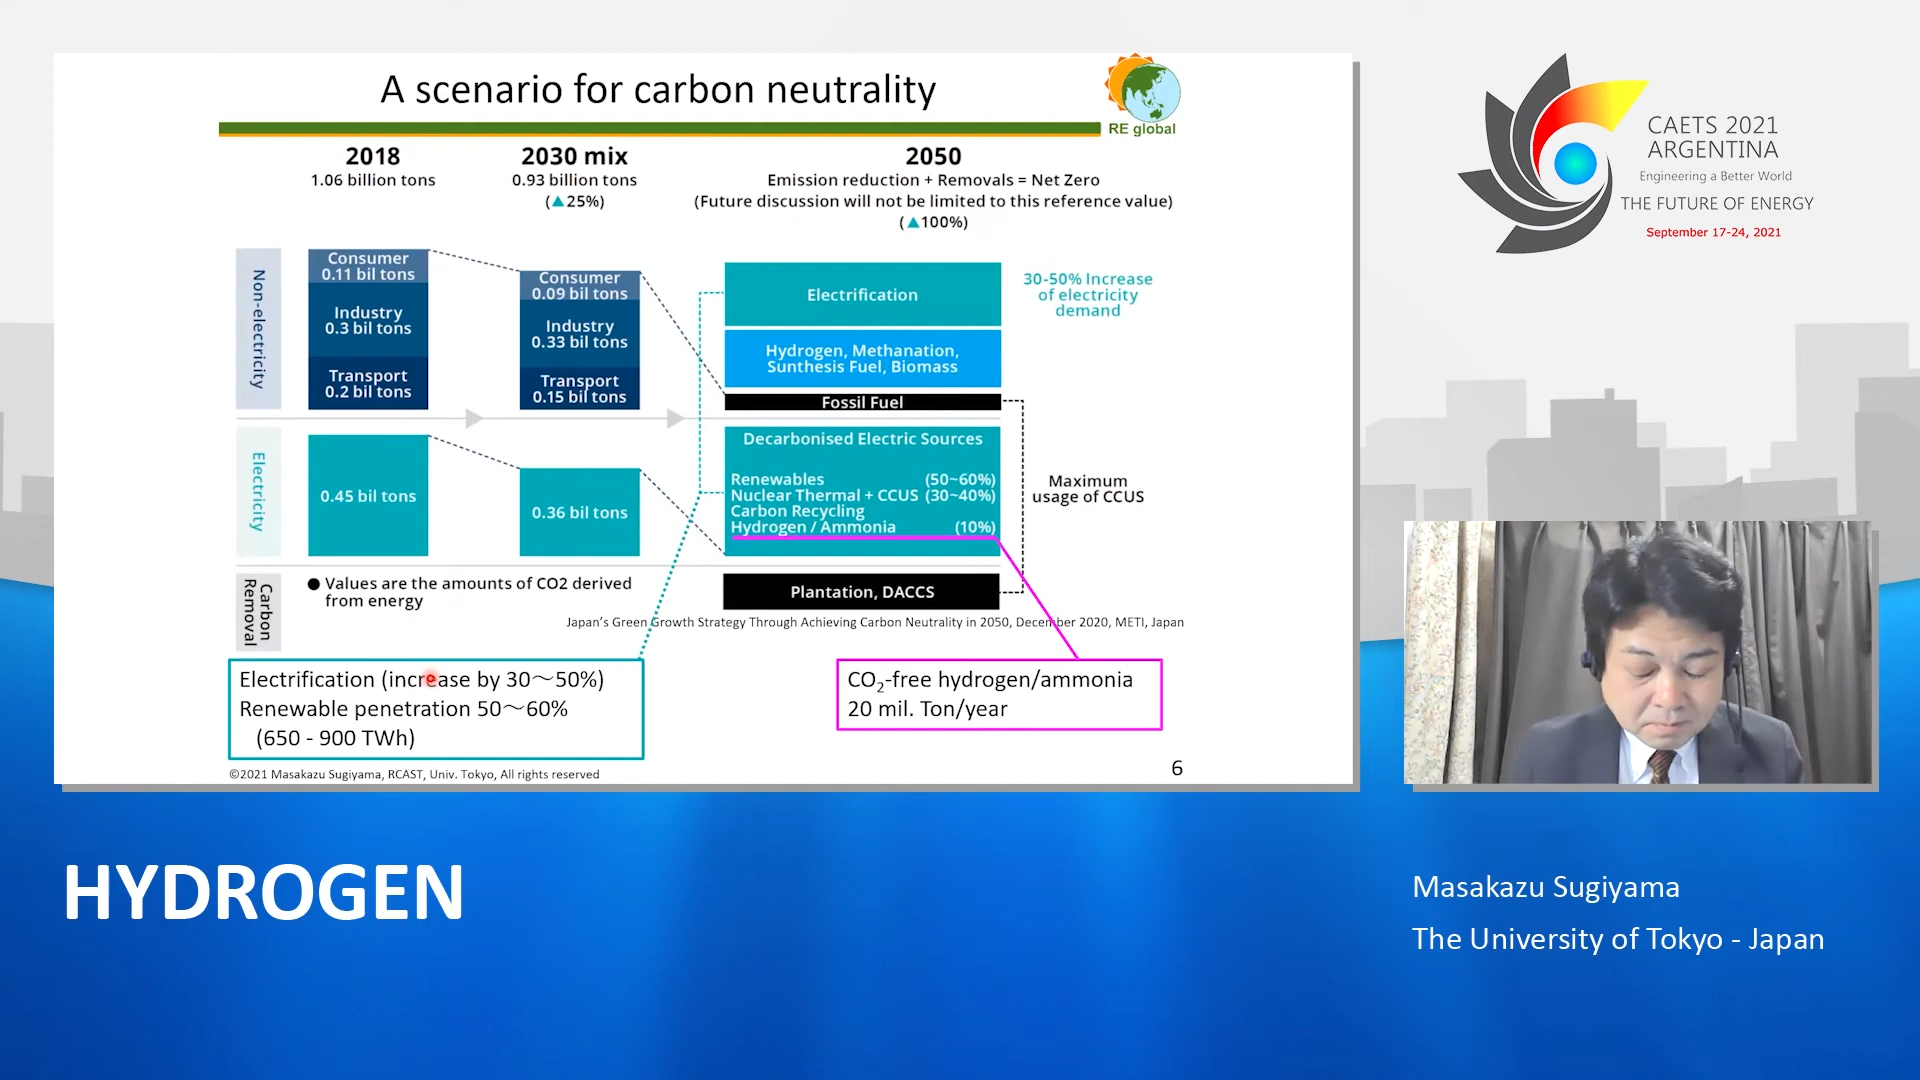 A scenario for carbon neutrality
RE global
2018
1.06 billion tons
2030 mix
0.93 billion tons
(▲25%)
2050
Emission reduction + Removals = Net Zero
(Future discussion will not be limited to this reference value)
(▲100%)
Non-electricity
Consumer
0.11 bil tons
Industry
0.3 bil tons
Transport
0.2 bil tons
Consumer
0.09 bil tons
Industry
0.33 bil tons
Transport
0.15 bil tons
Electrification
30-50% Increase
of electricity
demand
Hydrogen, Methanation,
Sunthesis Fuel, Biomass
Fossil Fuel
Electricity
0.45 bil tons
0.36 bil tons
Decarbonised Electric Sources
Renewables (50~60%)
Nuclear Thermal + CCUS (30~40%)
Carbon Recycling
Hydrogen / Ammonia (10%)
Maximum
usage of CCUS
Carbon
Removal
● Values are the amounts of CO2 derived
from energy
Plantation, DACCS
Japan's Green Growth Strategy Through Achieving Carbon Neutrality in 2050, December 2020, METI, Japan
Electrification (increase by 30～50%)
Renewable penetration 50～60%
(650 - 900 TWh)
CO₂-free hydrogen/ammonia
20 mil. Ton/year
©2021 Masakazu Sugiyama, RCAST, Univ. Tokyo, All rights reserved
6
CAETS 2021
ARGENTINA
Engineering a Better World
THE FUTURE OF ENERGY
September 17-24, 2021
HYDROGEN
Masakazu Sugiyama
The University of Tokyo - Japan